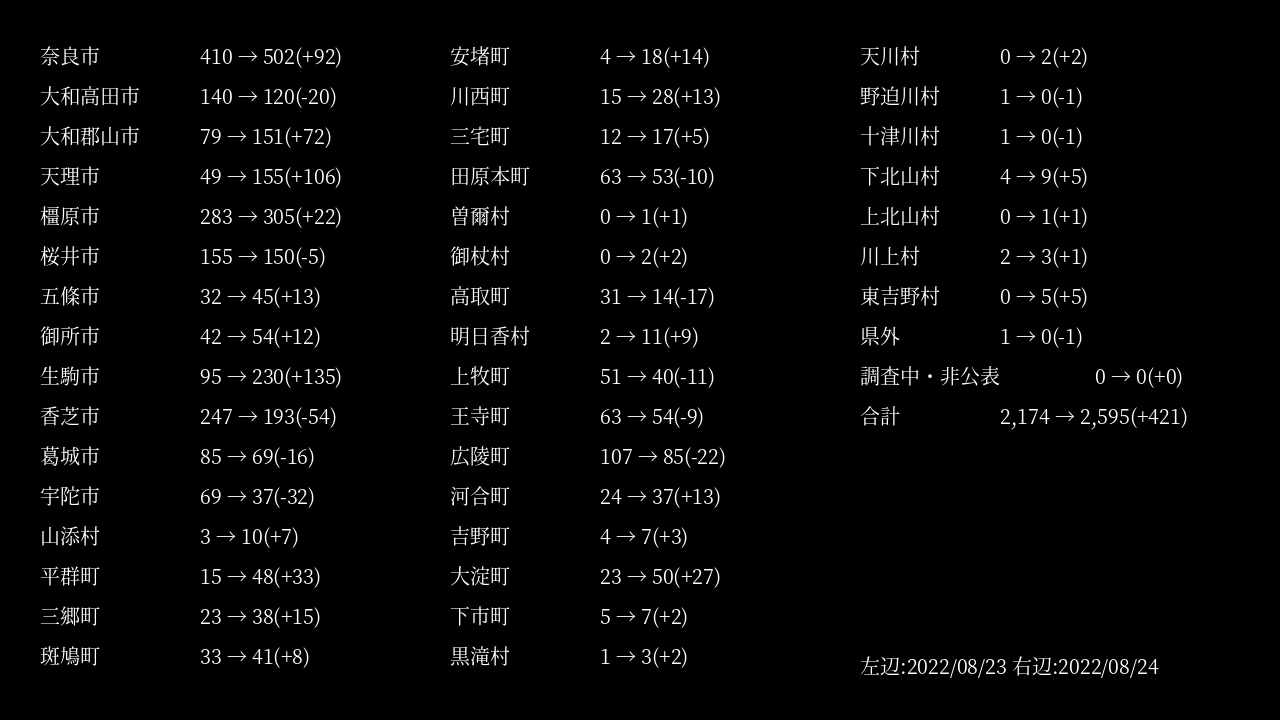 奈良市 410 → 502(+92)
大和高田市 140 → 120(-20)
大和郡山市 79 → 151(+72)
天理市 49 → 155(+106)
橿原市 283 → 305(+22)
桜井市 155 → 150(-5)
五條市 32 → 45(+13)
御所市 42 → 54(+12)
生駒市 95 → 230(+135)
香芝市 247 → 193(-54)
葛城市 85 → 69(-16)
宇陀市 69 → 37(-32)
山添村 3 → 10(+7)
平群町 15 → 48(+33)
三郷町 23 → 38(+15)
斑鳩町 33 → 41(+8)
安堵町 4 → 18(+14)
川西町 15 → 28(+13)
三宅町 12 → 17(+5)
田原本町 63 → 53(-10)
曽爾村 0 → 1(+1)
御杖村 0 → 2(+2)
高取町 31 → 14(-17)
明日香村 2 → 11(+9)
上牧町 51 → 40(-11)
王寺町 63 → 54(-9)
広陵町 107 → 85(-22)
河合町 24 → 37(+13)
吉野町 4 → 7(+3)
大淀町 23 → 50(+27)
下市町 5 → 7(+2)
黒滝村 1 → 3(+2)
天川村 0 → 2(+2)
野迫川村 1 → 0(-1)
十津川村 1 → 0(-1)
下北山村 4 → 9(+5)
上北山村 0 → 1(+1)
川上村 2 → 3(+1)
東吉野村 0 → 5(+5)
県外 1 → 0(-1)
調査中・非公表 0 → 0(+0)
合計 2,174 → 2,595(+421)
左辺:2022/08/23 右辺:2022/08/24